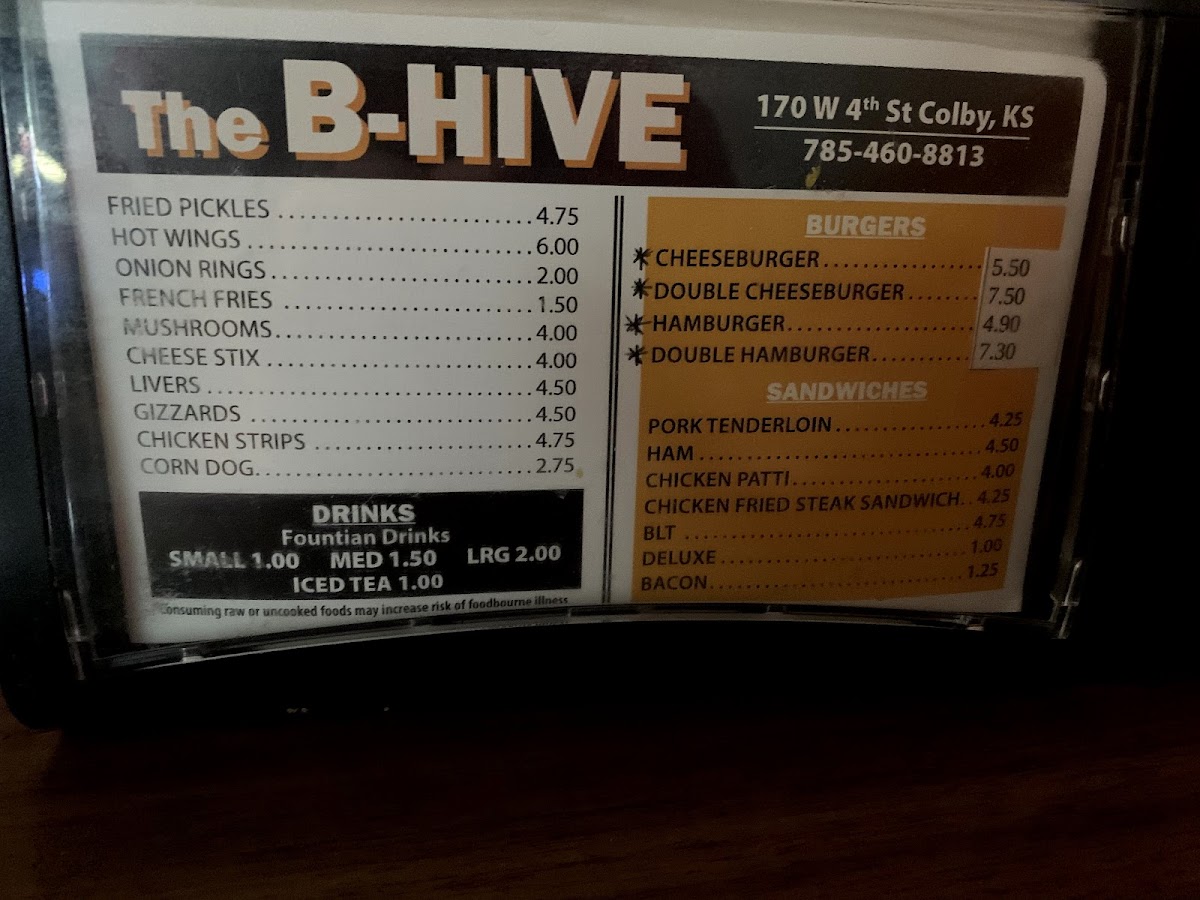 The B-HIVE
170 W 4th St Colby, KS
785-460-8813
FRIED PICKLES ........................ 4.75
HOT WINGS ........................ 6.00
ONION RINGS ........................ 2.00
FRENCH FRIES ........................ 1.50
MUSHROOMS ........................ 4.00
CHEESE STIX ........................ 4.00
LIVERS ........................ 4.50
GIZZARDS ........................ 4.50
CHICKEN STRIPS ........................ 4.75
CORN DOG ........................ 2.75
DRINKS
Fountian Drinks
SMALL 1.00 MED 1.50 LRG 2.00
ICED TEA 1.00
Consuming raw or uncooked foods may increase risk of foodbourne illness
BURGERS
* CHEESEBURGER ........................ 5.50
* DOUBLE CHEESEBURGER ........ 7.50
* HAMBURGER ........................ 4.90
* DOUBLE HAMBURGER ............ 7.30
SANDWICHES
PORK TENDERLOIN .................. 4.25
HAM ........................ 4.50
CHICKEN PATTI ........................ 4.00
CHICKEN FRIED STEAK SANDWICH .. 4.25
BLT ........................ 4.75
DELUXE ........................ 1.00
BACON ........................ 1.25